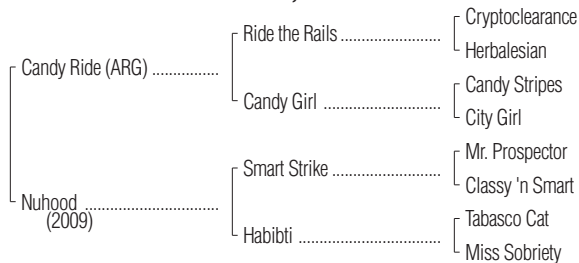 Cryptoclearance
Ride the Rails ..................
Herbalesian
Candy Ride (ARG) ...............
Candy Stripes
Candy Girl ........................
City Girl
Mr. Prospector
Smart Strike ....................
Classy 'n Smart
Nuhood ..............................
(2009)
Tabasco Cat
Habibti ..............................
Miss Sobriety